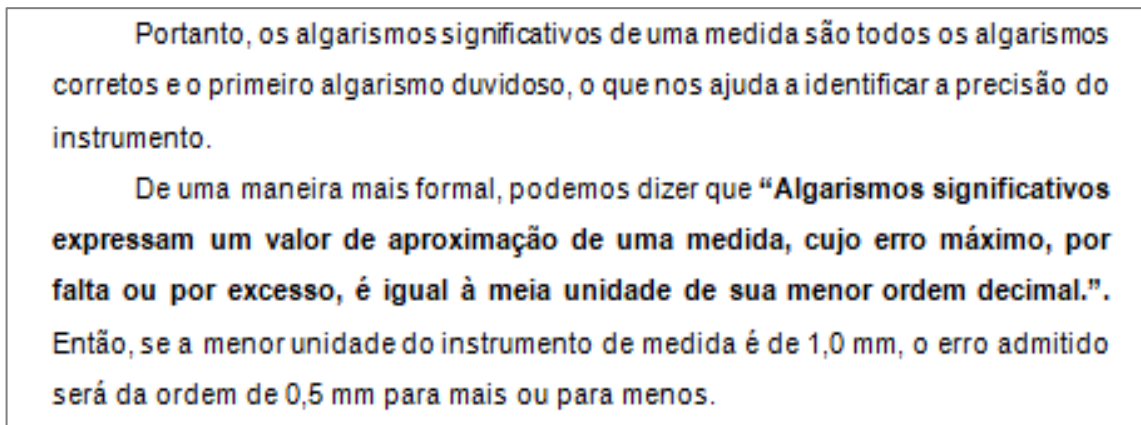 Portanto, os algarismos significativos de uma medida são todos os algarismos
corretos e o primeiro algarismo duvidoso, o que nos ajuda a identificar a precisão do
instrumento.
De uma maneira mais formal, podemos dizer que “Algarismos significativos
expressam um valor de aproximação de uma medida, cujo erro máximo, por
falta ou por excesso, é igual à meia unidade de sua menor ordem decimal.”.
Então, se a menor unidade do instrumento de medida é de 1,0 mm, o erro admitido
será da ordem de 0,5 mm para mais ou para menos.